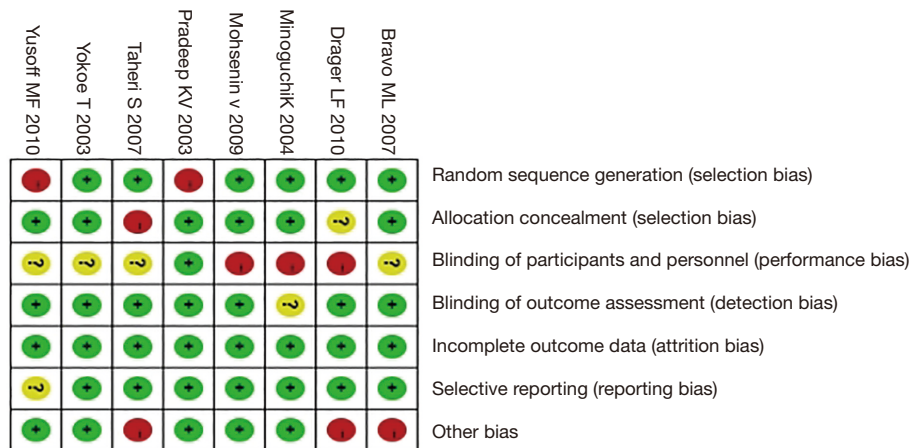 Yusoff MF 2010
Yokoe T 2003
Taheri S 2007
Pradeep KV 2003
Mohsenin v 2009
MinoguchiK 2004
Drager LF 2010
Bravo ML 2007
- + + - + + + + Random sequence generation (selection bias)
+ + - + + + ? + Allocation concealment (selection bias)
? ? ? + - - - ? Blinding of participants and personnel (performance bias)
+ + + + + ? + + Blinding of outcome assessment (detection bias)
+ + + + + + + + Incomplete outcome data (attrition bias)
? + + + + + + + Selective reporting (reporting bias)
+ + - + + + - - Other bias